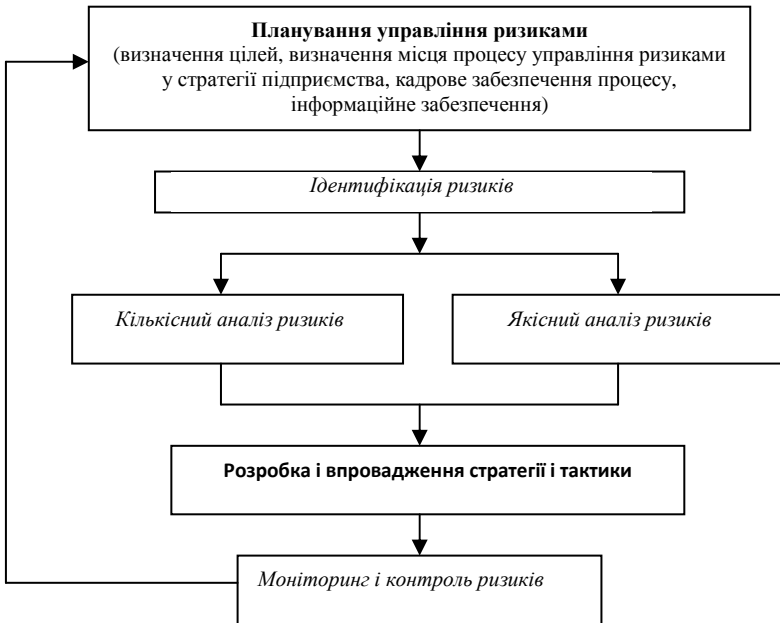 Планування управління ризиками
(визначення цілей, визначення місця процесу управління ризиками
у стратегії підприємства, кадрове забезпечення процесу,
інформаційне забезпечення)
Ідентифікація ризиків
Кількісний аналіз ризиків
Якісний аналіз ризиків
Розробка і впровадження стратегії і тактики
Моніторинг і контроль ризиків